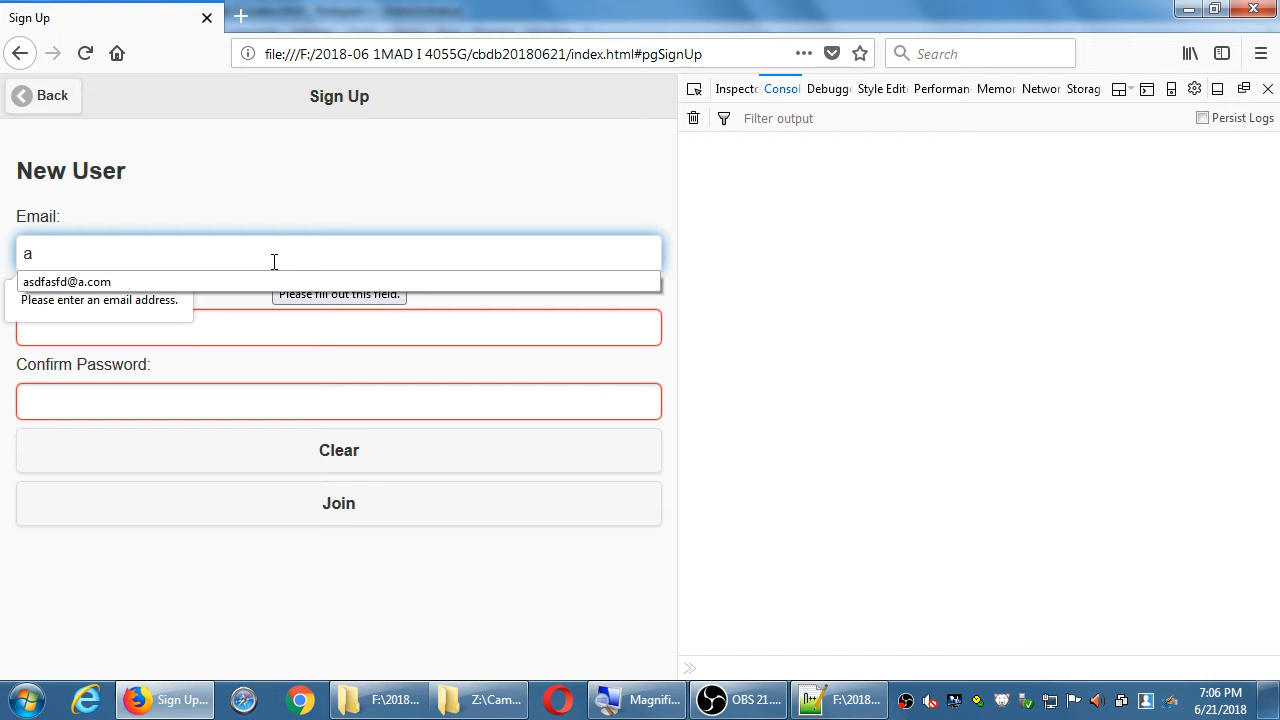 Sign Up
file:///F:/2018-06 1MAD I 4055G/cbdb20180621/index.html#pgSignUp
Search
Back
Sign Up
Inspect
Consol
Debugg
Style Edit
Performan
Memor
Networ
Storag
Filter output
Persist Logs
New User
Email:
a
asdfasfd@a.com
Please enter an email address.
Please fill out this field.
Confirm Password:
Clear
Join
Sign Up...
F:\2018...
Z:\Cam...
Magnifi...
OBS 21....
F:\2018...
7:06 PM
6/21/2018